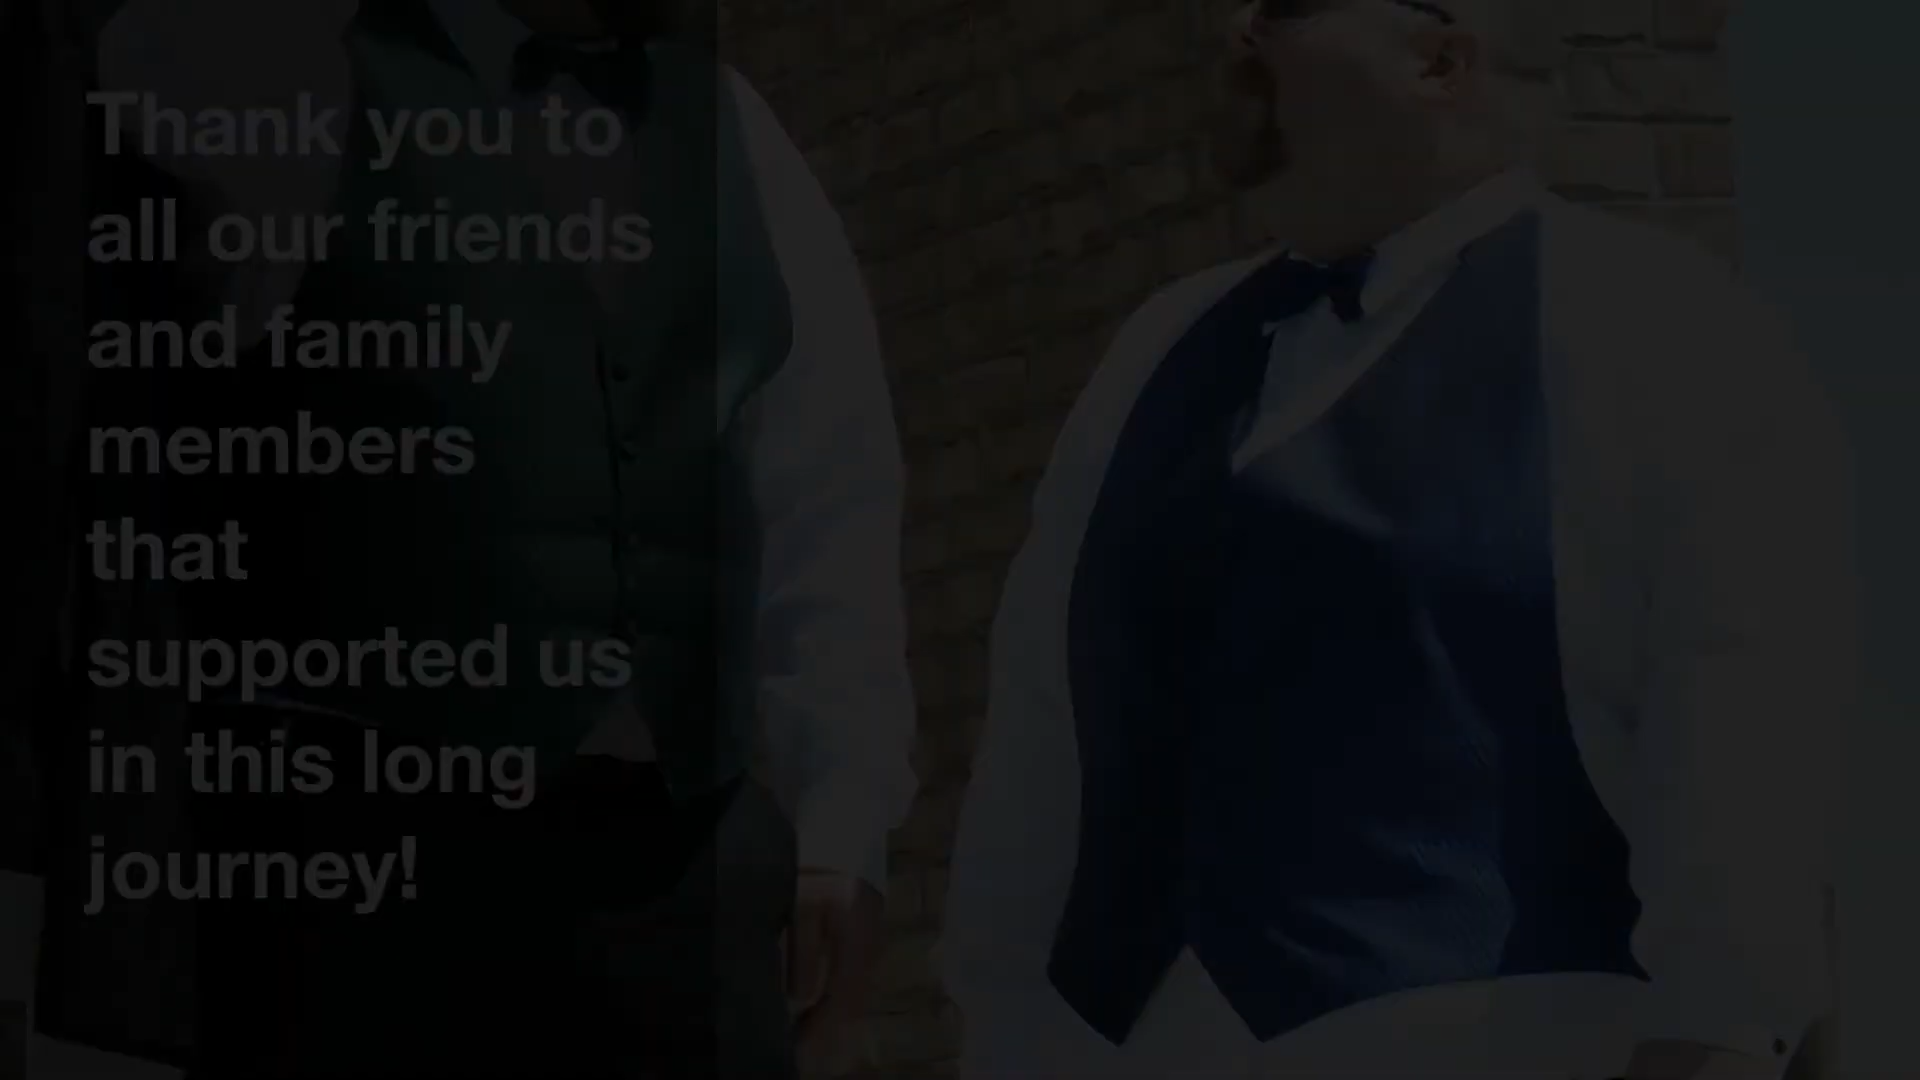 Thank you to
all our friends
and family
members
that
supported us
in this long
journey!